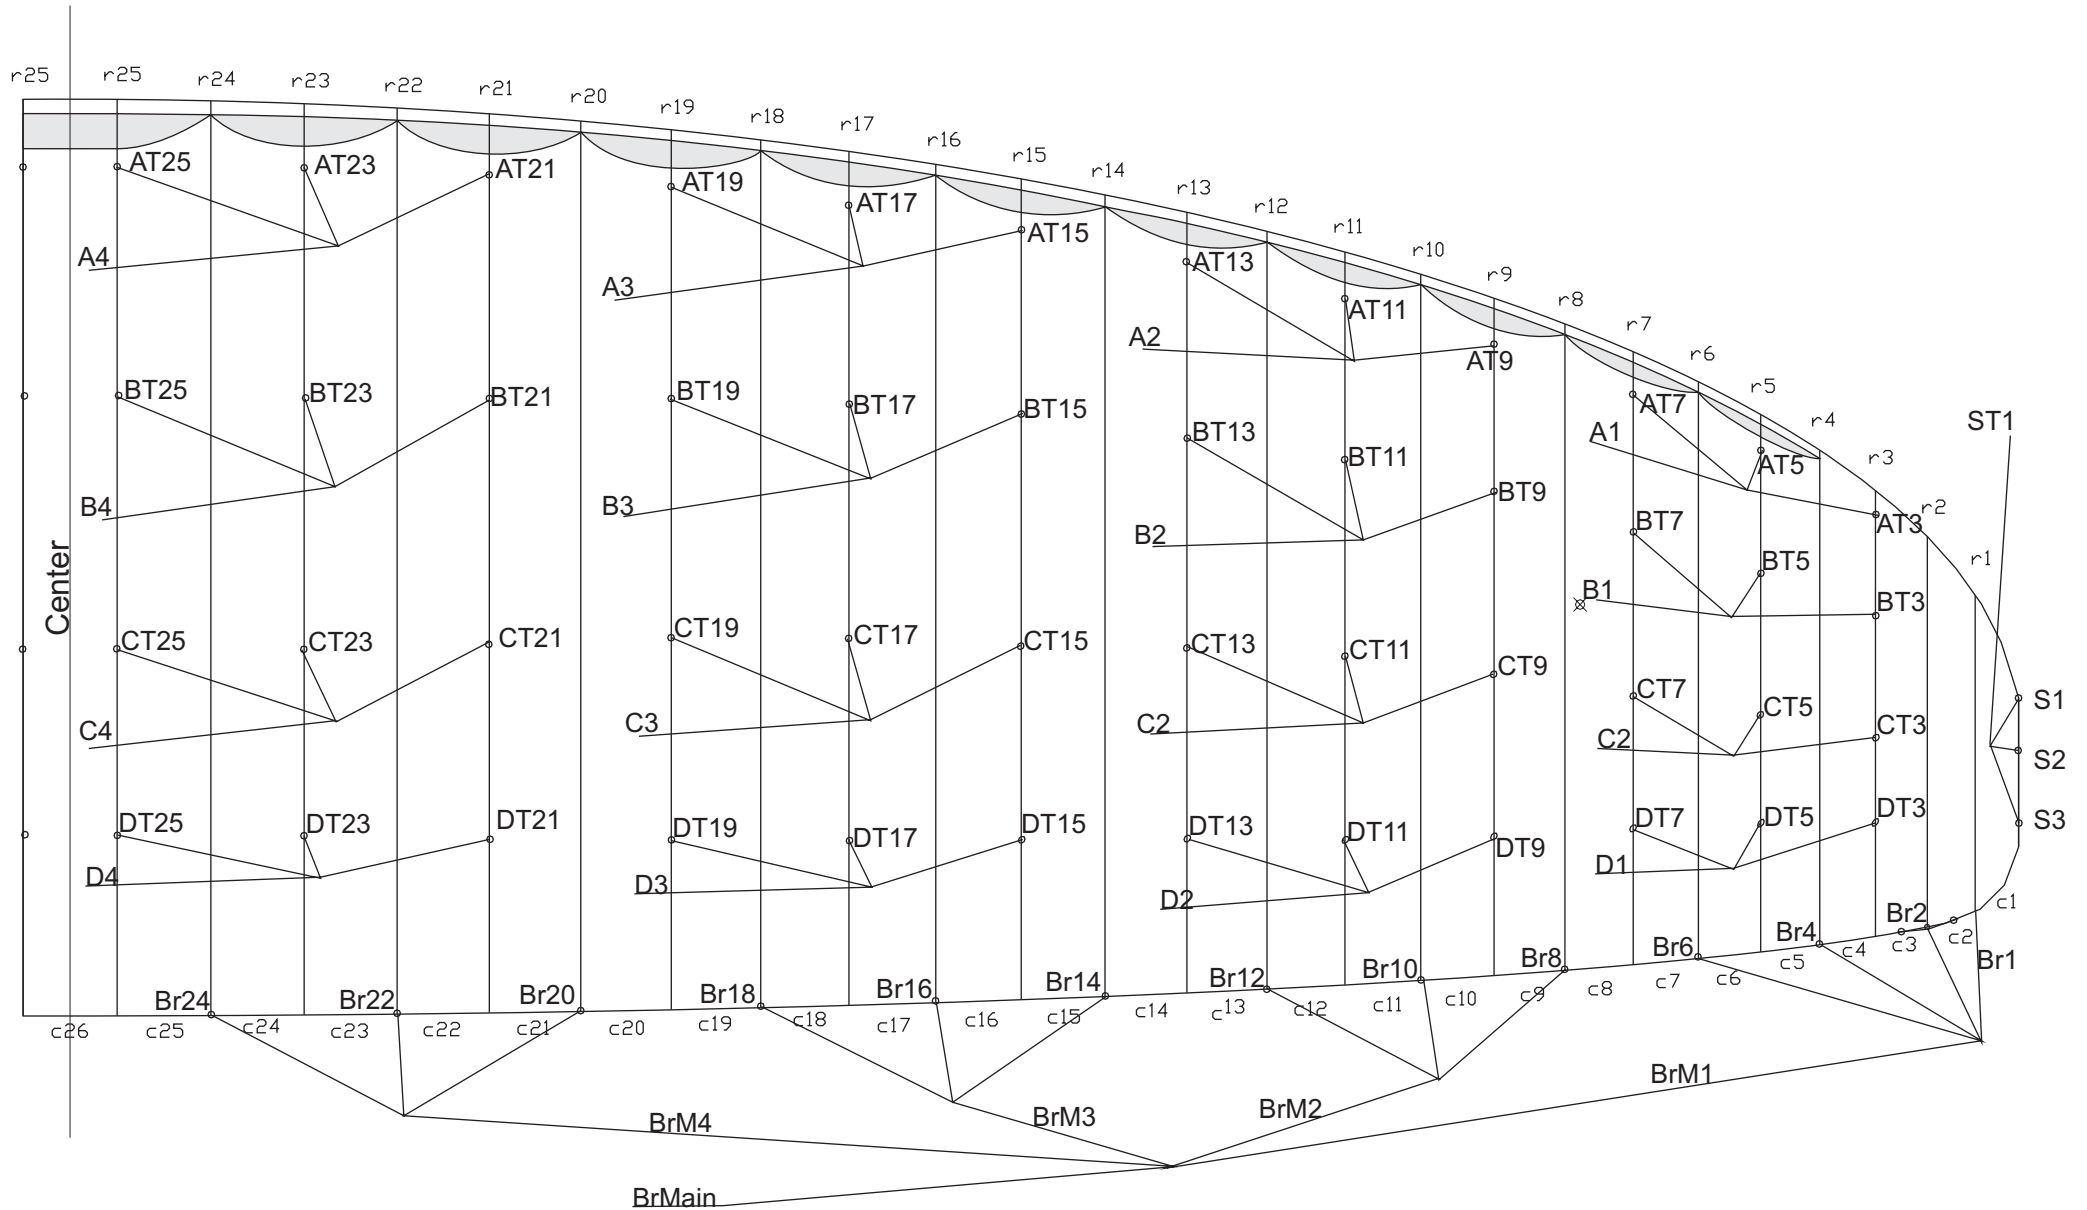 r25 r25 r24 r23 r22 r21 r20 r19 r18 r17 r16 r15 r14 r13 r12 r11 r10 r9 r8 r7 r6 r5 r4 r3 r2 r1
AT25 AT23 AT21 AT19 AT17 AT15 AT13 AT11 AT9 AT7 AT5 AT3
A4 A3 A2 A1
ST1
BT25 BT23 BT21 BT19 BT17 BT15 BT13 BT11 BT9 BT7 BT5 BT3
B4 B3 B2 B1
Center
CT25 CT23 CT21 CT19 CT17 CT15 CT13 CT11 CT9 CT7 CT5 CT3
C4 C3 C2 C2
S1
S2
S3
DT25 DT23 DT21 DT19 DT17 DT15 DT13 DT11 DT9 DT7 DT5 DT3
D4 D3 D2 D1
Br24 Br22 Br20 Br18 Br16 Br14 Br12 Br10 Br8 Br6 Br4 Br2 Br1
c26 c25 c24 c23 c22 c21 c20 c19 c18 c17 c16 c15 c14 c13 c12 c11 c10 c9 c8 c7 c6 c5 c4 c3 c2 c1
BrM4 BrM3 BrM2 BrM1
BrMain